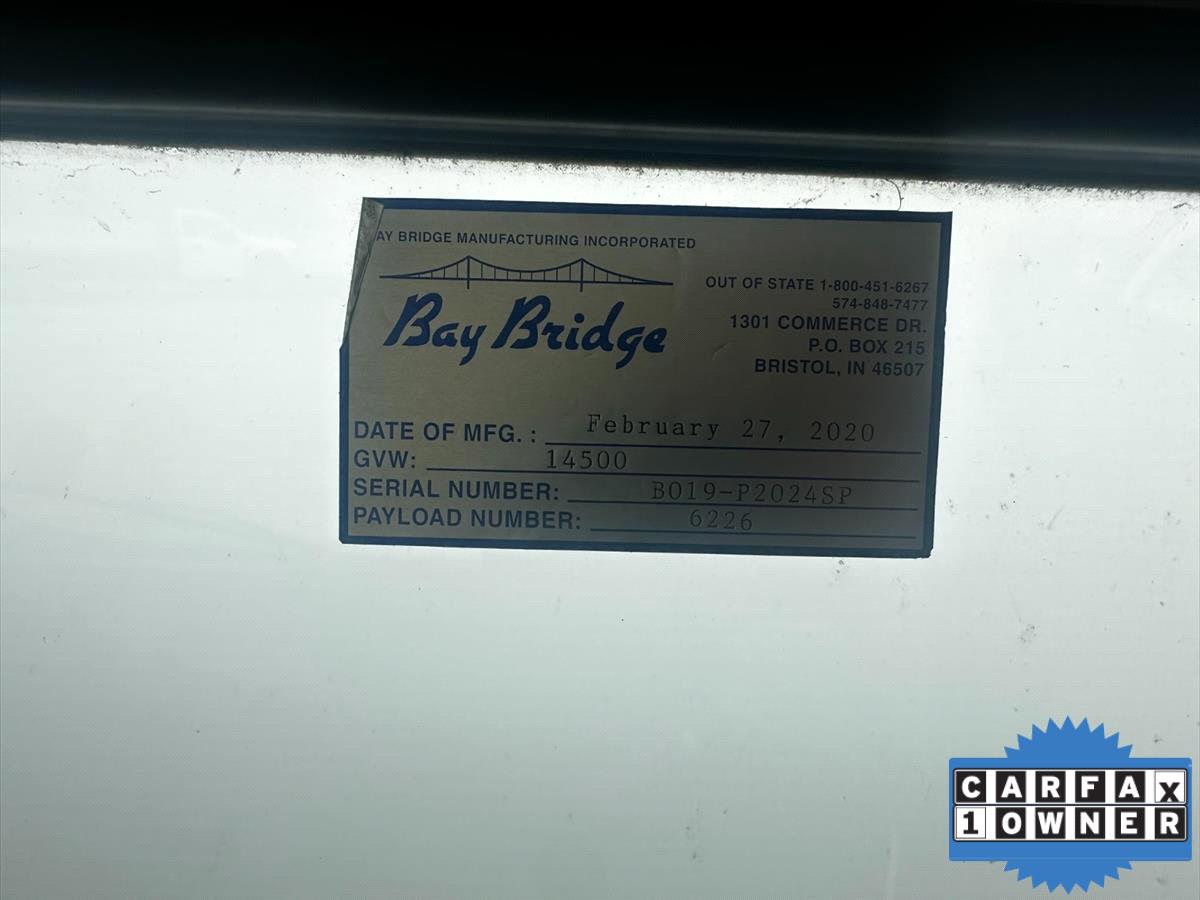 AY BRIDGE MANUFACTURING INCORPORATED
Bay Bridge
OUT OF STATE 1-800-451-6267
574-848-7477
1301 COMMERCE DR.
P.O. BOX 215
BRISTOL, IN 46507
DATE OF MFG. : February 27, 2020
GVW: 14500
SERIAL NUMBER: B019-P2024SP
PAYLOAD NUMBER: 6226
CARFAX
1 OWNER